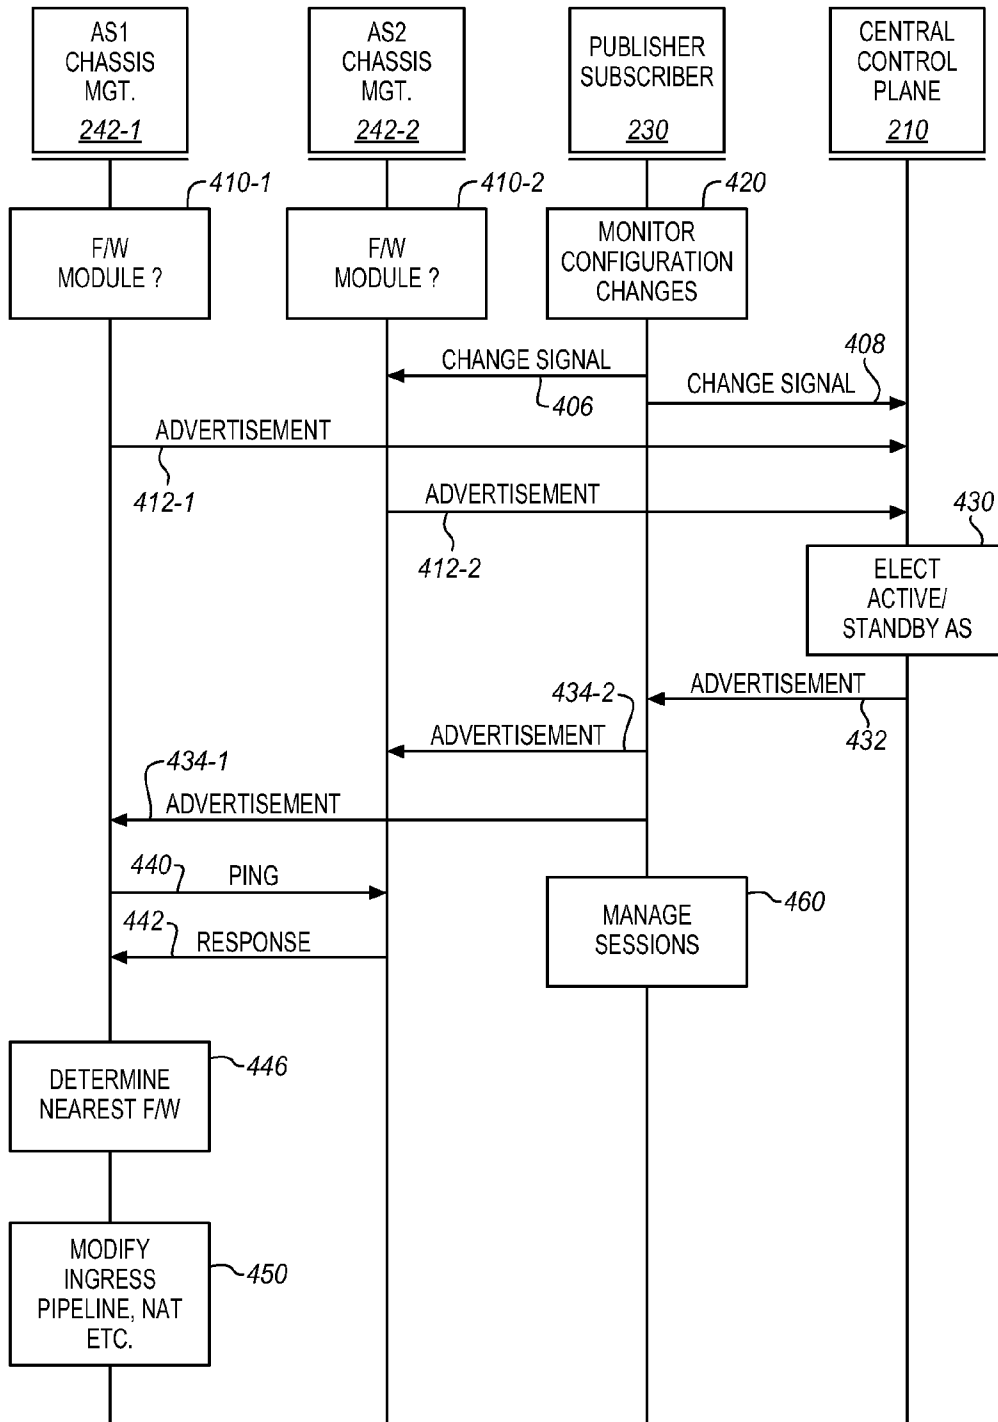 AS1
CHASSIS
MGT.
242-1
AS2
CHASSIS
MGT.
242-2
PUBLISHER
SUBSCRIBER
230
CENTRAL
CONTROL
PLANE
210
410-1
F/W
MODULE ?
410-2
F/W
MODULE ?
420
MONITOR
CONFIGURATION
CHANGES
CHANGE SIGNAL
406
408
CHANGE SIGNAL
ADVERTISEMENT
412-1
ADVERTISEMENT
412-2
430
ELECT
ACTIVE/
STANDBY AS
ADVERTISEMENT
432
434-2
ADVERTISEMENT
434-1
ADVERTISEMENT
440
PING
442
RESPONSE
460
MANAGE
SESSIONS
446
DETERMINE
NEAREST F/W
450
MODIFY
INGRESS
PIPELINE, NAT
ETC.